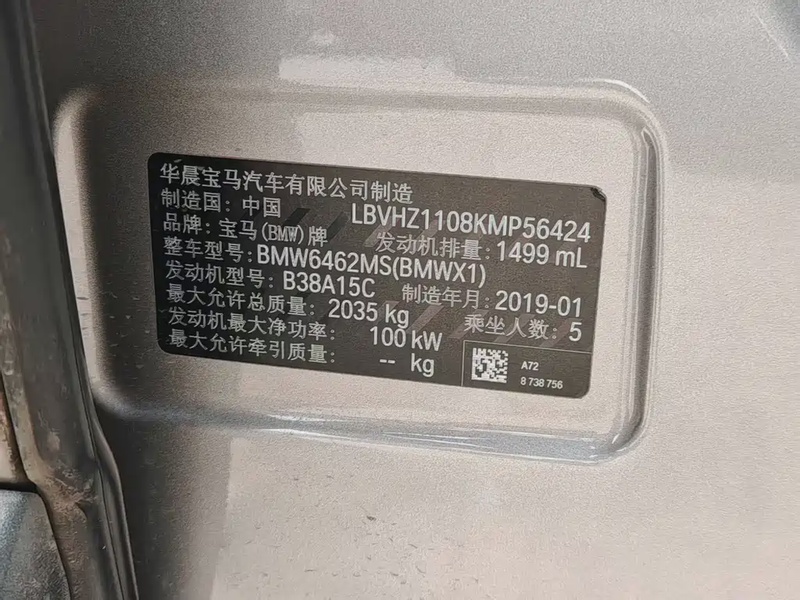 华晨宝马汽车有限公司制造
制造国：中国 LBVHZ1108KMP56424
品牌：宝马(BMW)牌 发动机排量：1499 mL
整车型号：BMW6462MS(BMWX1)
发动机型号：B38A15C 制造年月：2019-01
最大允许总质量：2035 kg 乘坐人数：5
发动机最大净功率：100 kW
最大允许牵引质量：-- kg
A72
8 738 756